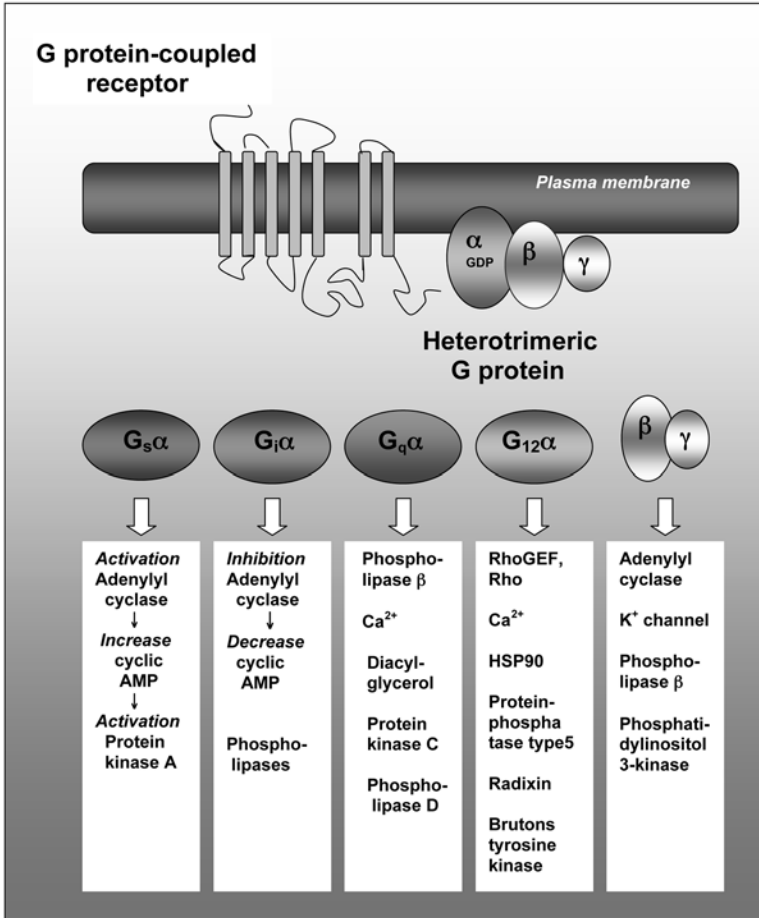 G protein-coupled
receptor
Plasma membrane
α
GDP
β
γ
Heterotrimeric
G protein
Gₛα
Gᵢα
G_qα
G₁₂α
β
γ
Activation
Adenylyl
cyclase
↓
Increase
cyclic
AMP
↓
Activation
Protein
kinase A
Inhibition
Adenylyl
cyclase
↓
Decrease
cyclic
AMP
Phospho-
lipases
Phospho-
lipase β
Ca²⁺
Diacyl-
glycerol
Protein
kinase C
Phospho-
lipase D
RhoGEF,
Rho
Ca²⁺
HSP90
Protein-
phospha
tase type5
Radixin
Brutons
tyrosine
kinase
Adenylyl
cyclase
K⁺ channel
Phospho-
lipase β
Phosphati-
dylinositol
3-kinase